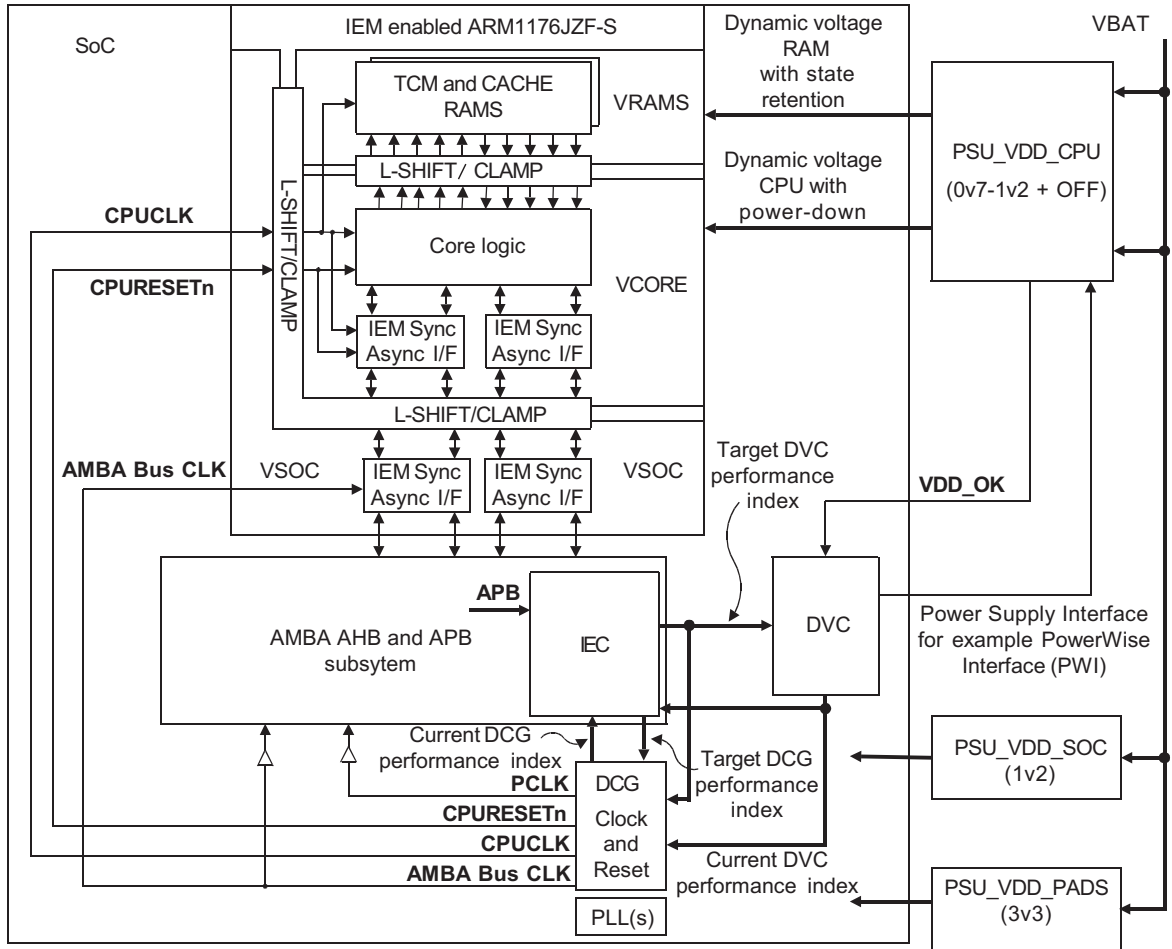 SoC
IEM enabled ARM1176JZF-S
TCM and CACHE
RAMS
VRAMS
L-SHIFT/ CLAMP
L-SHIFT/CLAMP
Core logic
VCORE
IEM Sync
Async I/F
IEM Sync
Async I/F
L-SHIFT/CLAMP
VSOC
IEM Sync
Async I/F
IEM Sync
Async I/F
VSOC
CPUCLK
CPURESETn
AMBA Bus CLK
Dynamic voltage
RAM
with state
retention
Dynamic voltage
CPU with
power-down
VBAT
PSU_VDD_CPU
(0v7-1v2 + OFF)
Target DVC
performance
index
VDD_OK
AMBA AHB and APB
subsytem
APB
IEC
DVC
Power Supply Interface
for example PowerWise
Interface (PWI)
Current DCG
performance index
Target DCG
performance
index
PCLK
CPURESETn
CPUCLK
AMBA Bus CLK
DCG
Clock
and
Reset
PLL(s)
Current DVC
performance index
PSU_VDD_SOC
(1v2)
PSU_VDD_PADS
(3v3)